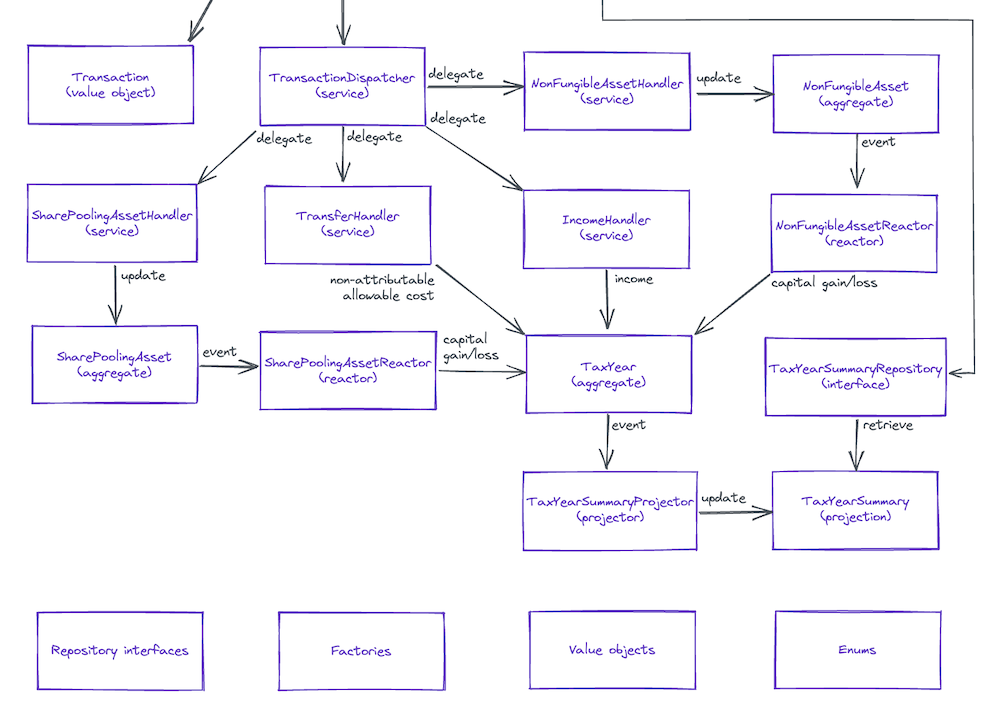 Transaction
(value object)
TransactionDispatcher
(service)
delegate
NonFungibleAssetHandler
(service)
update
NonFungibleAsset
(aggregate)
delegate
delegate
delegate
event
SharePoolingAssetHandler
(service)
TransferHandler
(service)
IncomeHandler
(service)
NonFungibleAssetReactor
(reactor)
update
non-attributable
allowable cost
income
capital gain/loss
SharePoolingAsset
(aggregate)
event
SharePoolingAssetReactor
(reactor)
capital
gain/loss
TaxYear
(aggregate)
TaxYearSummaryRepository
(interface)
event
retrieve
TaxYearSummaryProjector
(projector)
update
TaxYearSummary
(projection)
Repository interfaces
Factories
Value objects
Enums